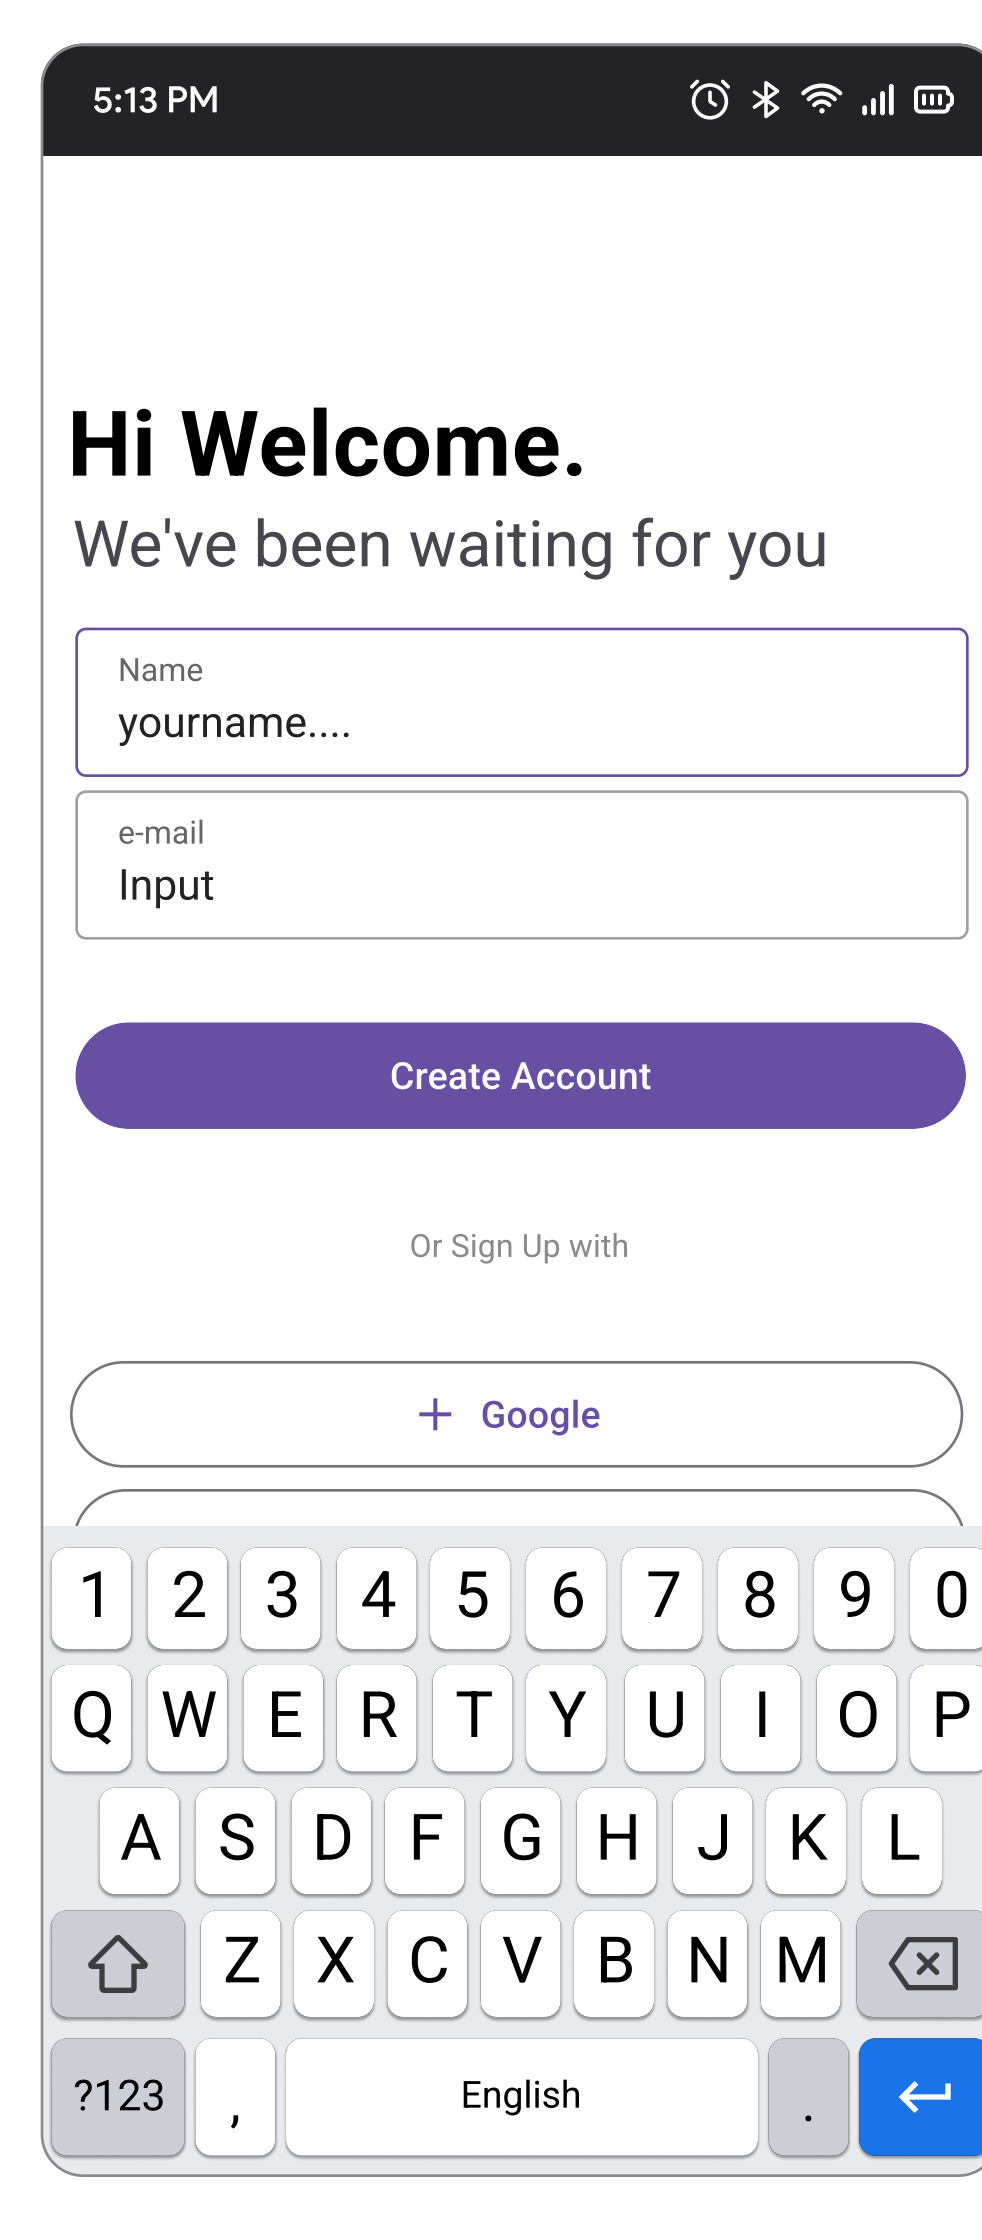 5:13 PM
Hi Welcome.
We've been waiting for you
Name
yourname....
e-mail
Input
Create Account
Or Sign Up with
+ Google
1 2 3 4 5 6 7 8 9 0
Q W E R T Y U I O P
A S D F G H J K L
Z X C V B N M
?123 , English .